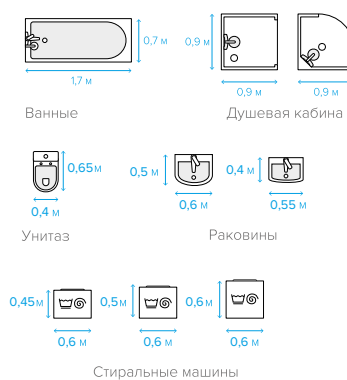 0,7 м
0,9 м
1,7 м
0,9 м
0,9 м
Ванные
Душевая кабина
0,65м
0,5 м
0,4 м
0,4 м
0,6 м
0,55 м
Унитаз
Раковины
0,45м
0,5м
0,6 м
0,6 м
0,6 м
0,6 м
Стиральные машины